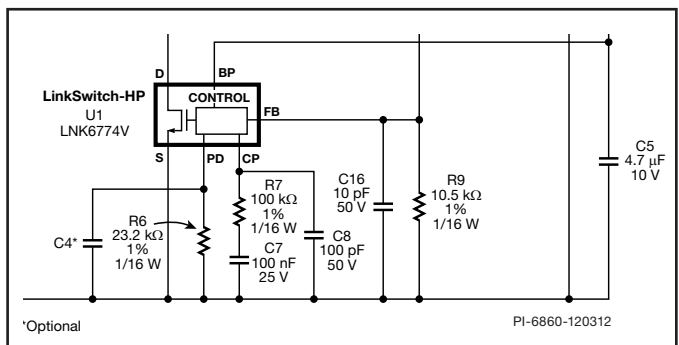 D
BP
LinkSwitch-HP
U1
LNK6774V
CONTROL
FB
S
PD
CP
C5
4.7 µF
10 V
C16
10 pF
50 V
R9
10.5 kΩ
1%
1/16 W
R7
100 kΩ
1%
1/16 W
R6
23.2 kΩ
1%
1/16 W
C4*
C7
100 nF
25 V
C8
100 pF
50 V
*Optional
PI-6860-120312